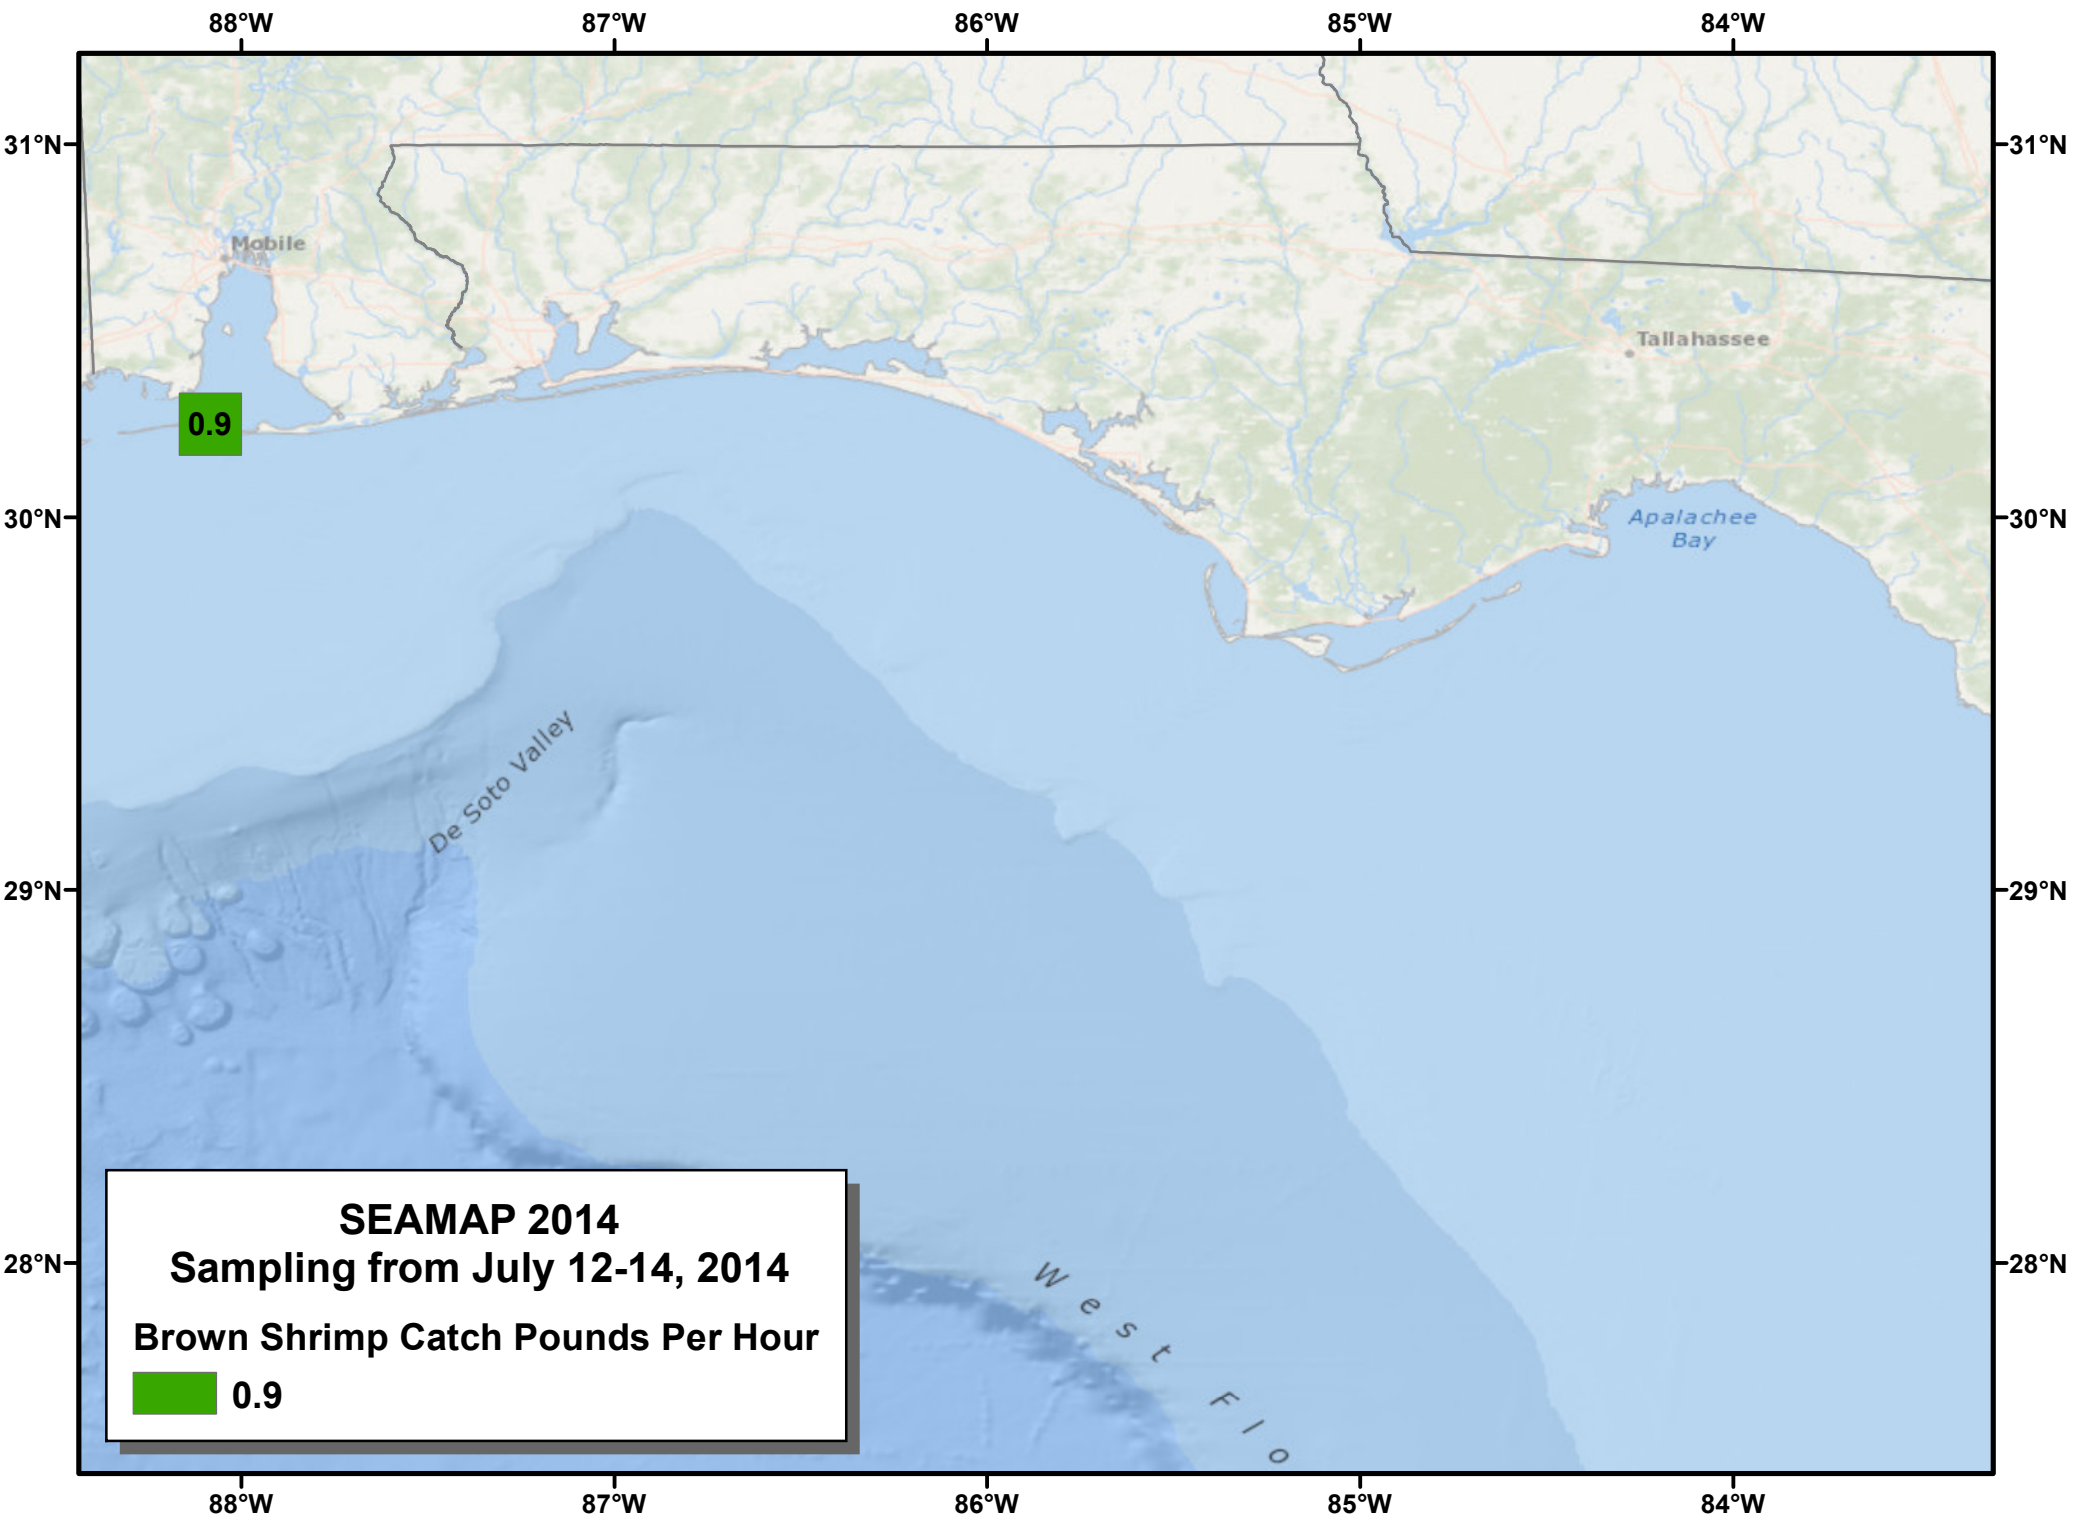 88°W 87°W 86°W 85°W 84°W
31°N 31°N
Mobile
Tallahassee
0.9
30°N 30°N
Apalachee
Bay
De Soto Valley
29°N 29°N
28°N 28°N
West Flo
SEAMAP 2014
Sampling from July 12-14, 2014
Brown Shrimp Catch Pounds Per Hour
0.9
88°W 87°W 86°W 85°W 84°W